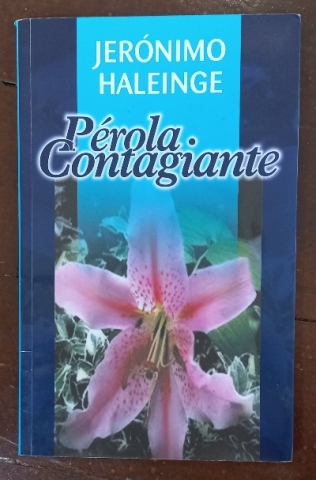 JERÓNIMO
HALEINGE
Pérola
Contagiante